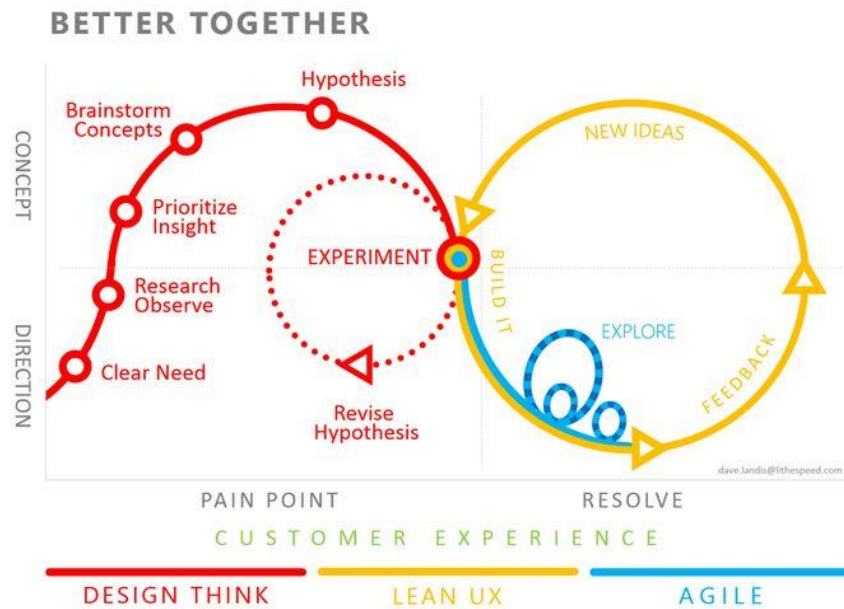 BETTER TOGETHER
Hypothesis
Brainstorm
Concepts
NEW IDEAS
CONCEPT
Prioritize
Insight
EXPERIMENT
BUILD IT
Research
Observe
EXPLORE
DIRECTION
Clear Need
FEEDBACK
Revise
Hypothesis
dave.landis@lithespeed.com
PAIN POINT
RESOLVE
CUSTOMER EXPERIENCE
DESIGN THINK
LEAN UX
AGILE